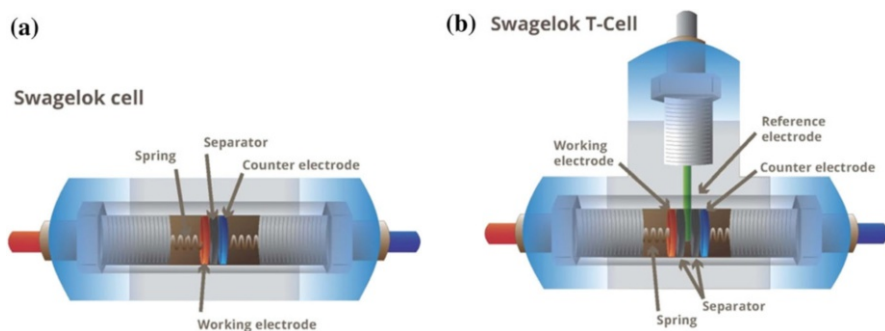 (a)
Swagelok cell
Spring
Separator
Counter electrode
Working electrode
(b)
Swagelok T-Cell
Reference
electrode
Working
electrode
Counter electrode
Separator
Spring